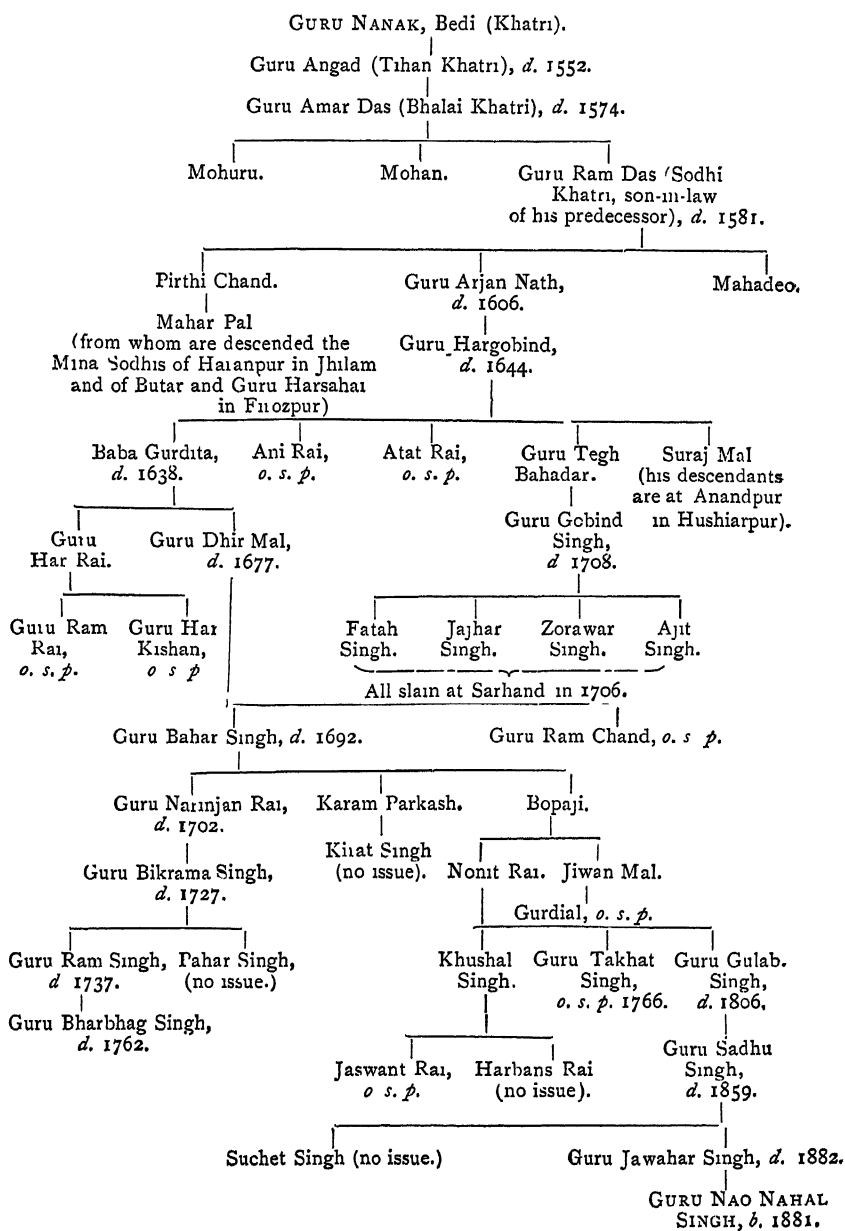 GURU NANAK, Bedi (Khatri).
Guru Angad (Tihan Khatri), d. 1552.
Guru Amar Das (Bhalai Khatri), d. 1574.
Mohuru. Mohan. Guru Ram Das (Sodhi
Khatri, son-in-law
of his predecessor), d. 1581.
Pirthi Chand. Guru Arjan Nath, Mahadeo.
d. 1606.
Mahar Pal
(from whom are descended the Guru Hargobind,
Mina Sodhis of Haranpur in Jhilam d. 1644.
and of Butar and Guru Harsahai
in Firozpur)
Baba Gurdita, Ani Rai, Atat Rai, Guru Tegh Suraj Mal
d. 1638. o. s. p. o. s. p. Bahadar. (his descendants
are at Anandpur
Guru Gobind in Hushiarpur).
Guru Guru Dhir Mal, Singh,
Har Rai. d. 1677. d 1708.
Guru Ram Guru Har Fatah Jajhar Zorawar Ajit
Rai, Kishan, Singh. Singh. Singh. Singh.
o. s. p. o s p
All slain at Sarhand in 1706.
Guru Bahar Singh, d. 1692. Guru Ram Chand, o. s p.
Guru Narinjan Rai, Karam Parkash. Bopaji.
d. 1702.
Kirat Singh
Guru Bikrama Singh, (no issue). Nonit Rai. Jiwan Mal.
d. 1727.
Gurdial, o. s. p.
Guru Ram Singh, Pahar Singh, Khushal Guru Takhat Guru Gulab.
d 1737. (no issue.) Singh. Singh, Singh,
o. s. p. 1766. d. 1806.
Guru Bharbhag Singh,
d. 1762.
Guru Sadhu
Jaswant Rai, Harbans Rai Singh,
o s. p. (no issue). d. 1859.
Suchet Singh (no issue.) Guru Jawahar Singh, d. 1882.
GURU NAO NAHAL
SINGH, b. 1881.